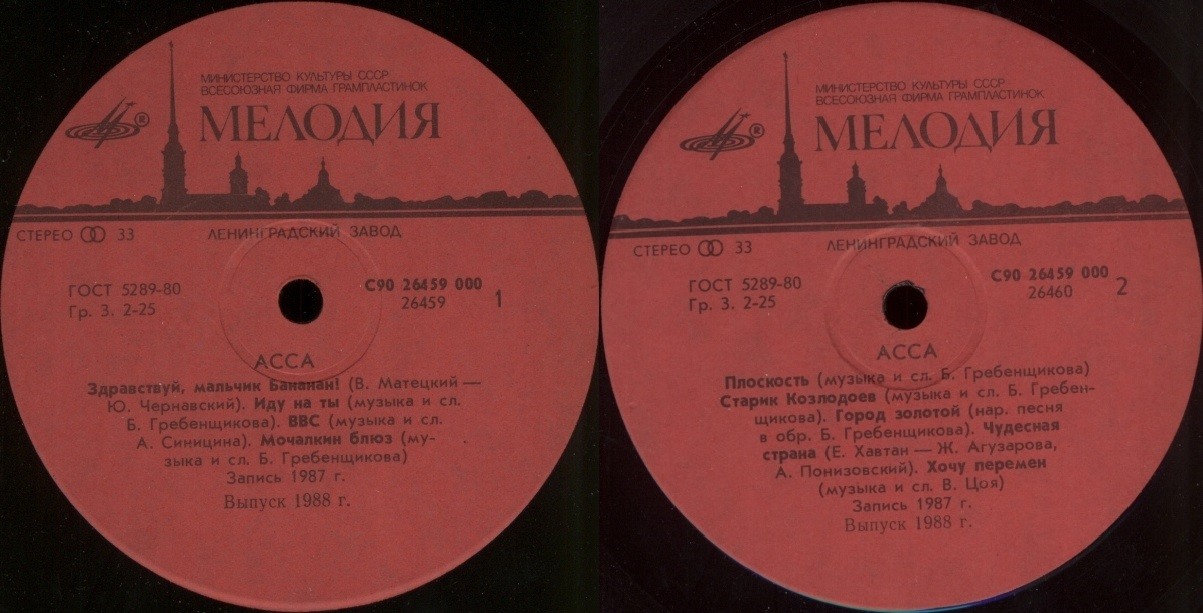 МИНИСТЕРСТВО КУЛЬТУРЫ СССР
ВСЕСОЮЗНАЯ ФИРМА ГРАМПЛАСТИНОК
МЕЛОДИЯ
®
СТЕРЕО 33
ЛЕНИНГРАДСКИЙ ЗАВОД
ГОСТ 5289-80
Гр. 3. 2-25
С90 26459 000
26459
1
АССА
Здравствуй, мальчик Бананан! (В. Матецкий —
Ю. Чернавский). Иду на ты (музыка и сл.
Б. Гребенщикова). ВВС (музыка и сл.
А. Синицина). Мочалкин блюз (му-
зыка и сл. Б. Гребенщикова)
Запись 1987 г.
Выпуск 1988 г.
МИНИСТЕРСТВО КУЛЬТУРЫ СССР
ВСЕСОЮЗНАЯ ФИРМА ГРАМПЛАСТИНОК
МЕЛОДИЯ
®
СТЕРЕО 33
ЛЕНИНГРАДСКИЙ ЗАВОД
ГОСТ 5289-80
Гр. 3. 2-25
С90 26459 000
26460
2
АССА
Плоскость (музыка и сл. Б. Гребенщикова)
Старик Козлодоев (музыка и сл. Б. Гребен-
щикова). Город золотой (нар. песня
в обр. Б. Гребенщикова). Чудесная
страна (Е. Хавтан — Ж. Агузарова,
А. Понизовский). Хочу перемен
(музыка и сл. В. Цоя)
Запись 1987 г.
Выпуск 1988 г.